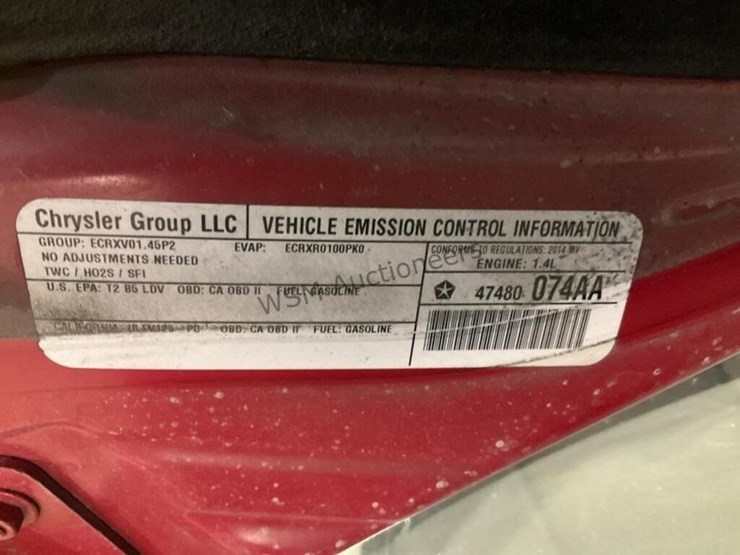 Chrysler Group LLC VEHICLE EMISSION CONTROL INFORMATION
GROUP: ECRXV01.45P2 EVAP: ECRXR0100PK0
NO ADJUSTMENTS NEEDED
TWC / HO2S / SFI
CONFORMS TO REGULATIONS: 2014 MY
ENGINE: 1.4L
U.S. EPA: T2 B5 LDV OBD: CA OBD II FUEL: GASOLINE
47480 074AA
CALIFORNIA OBD: CA OBD II FUEL: GASOLINE
WSM Auctioneers